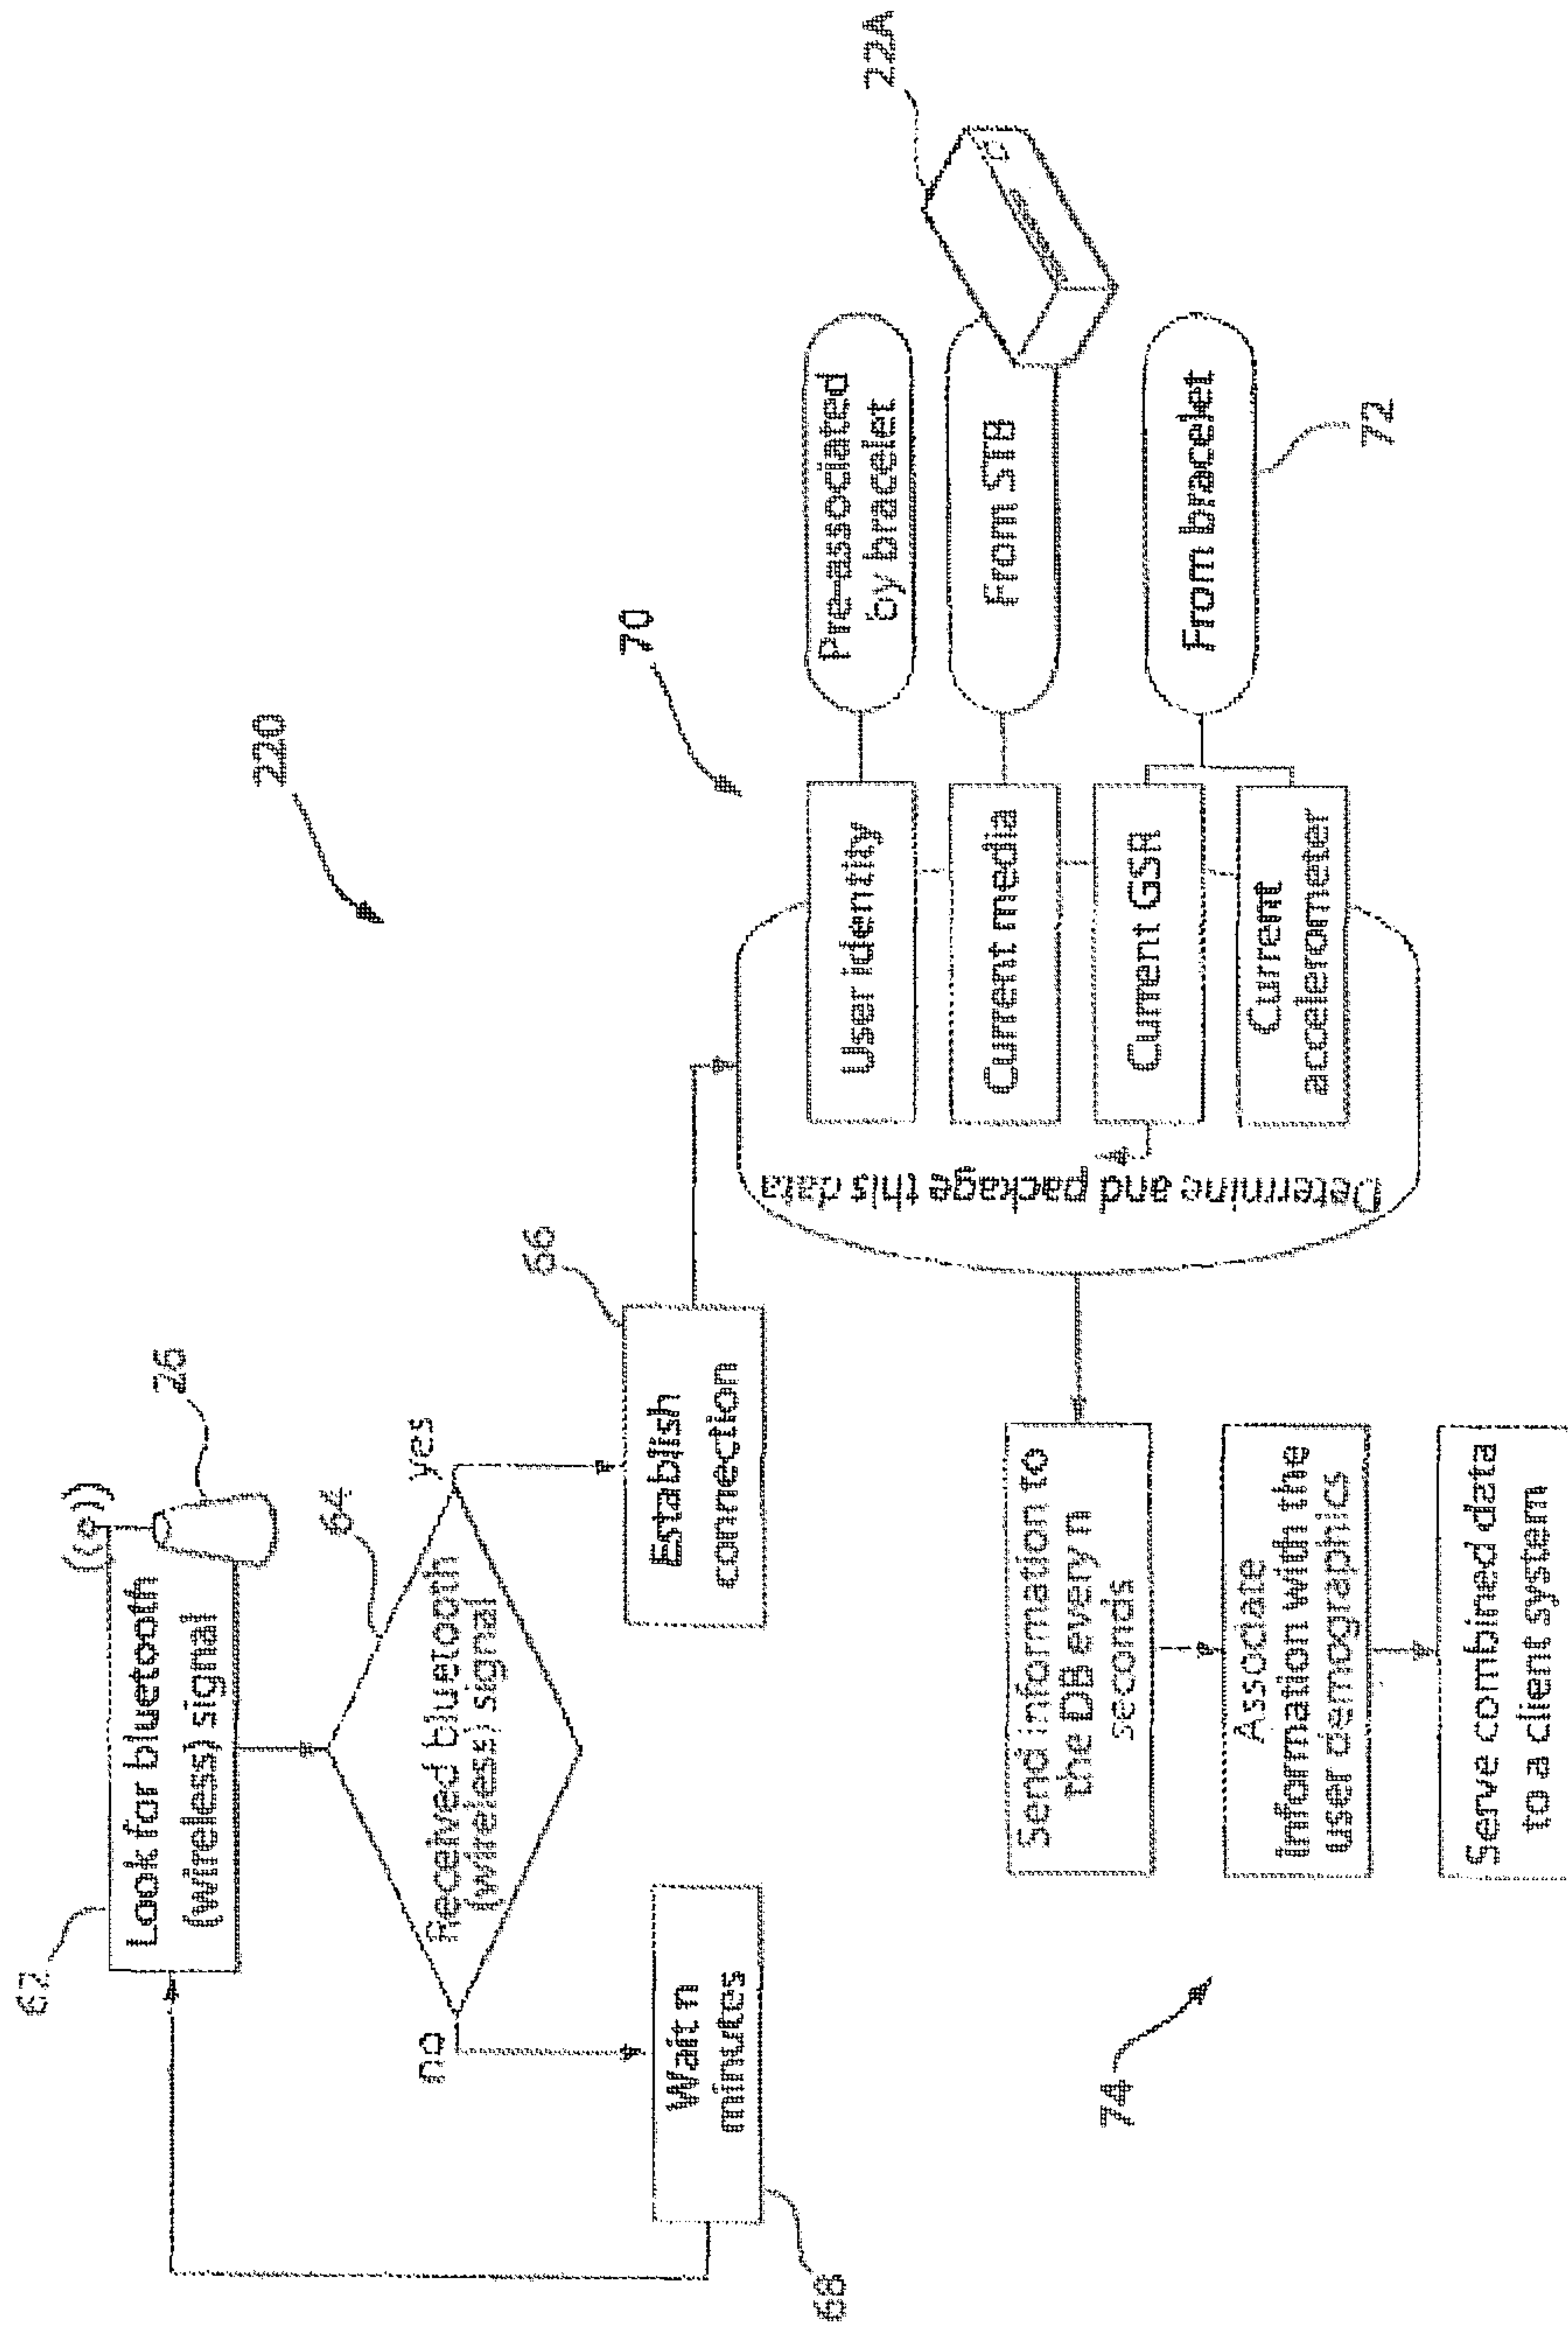 220
62
Look for bluetooth
(wireless) signal
26
64
Received bluetooth
(wireless) signal
no
yes
Wait n
minutes
68
Establish
connection
66
70
Determine and package this data
User identity
Current media
Current GSR
Current
accelerometer
Pre-associated
by bracelet
From STB
22A
From bracelet
72
74
Send information to
the DB every n
seconds
Associate
information with the
user demographics
Serve combined data
to a client system